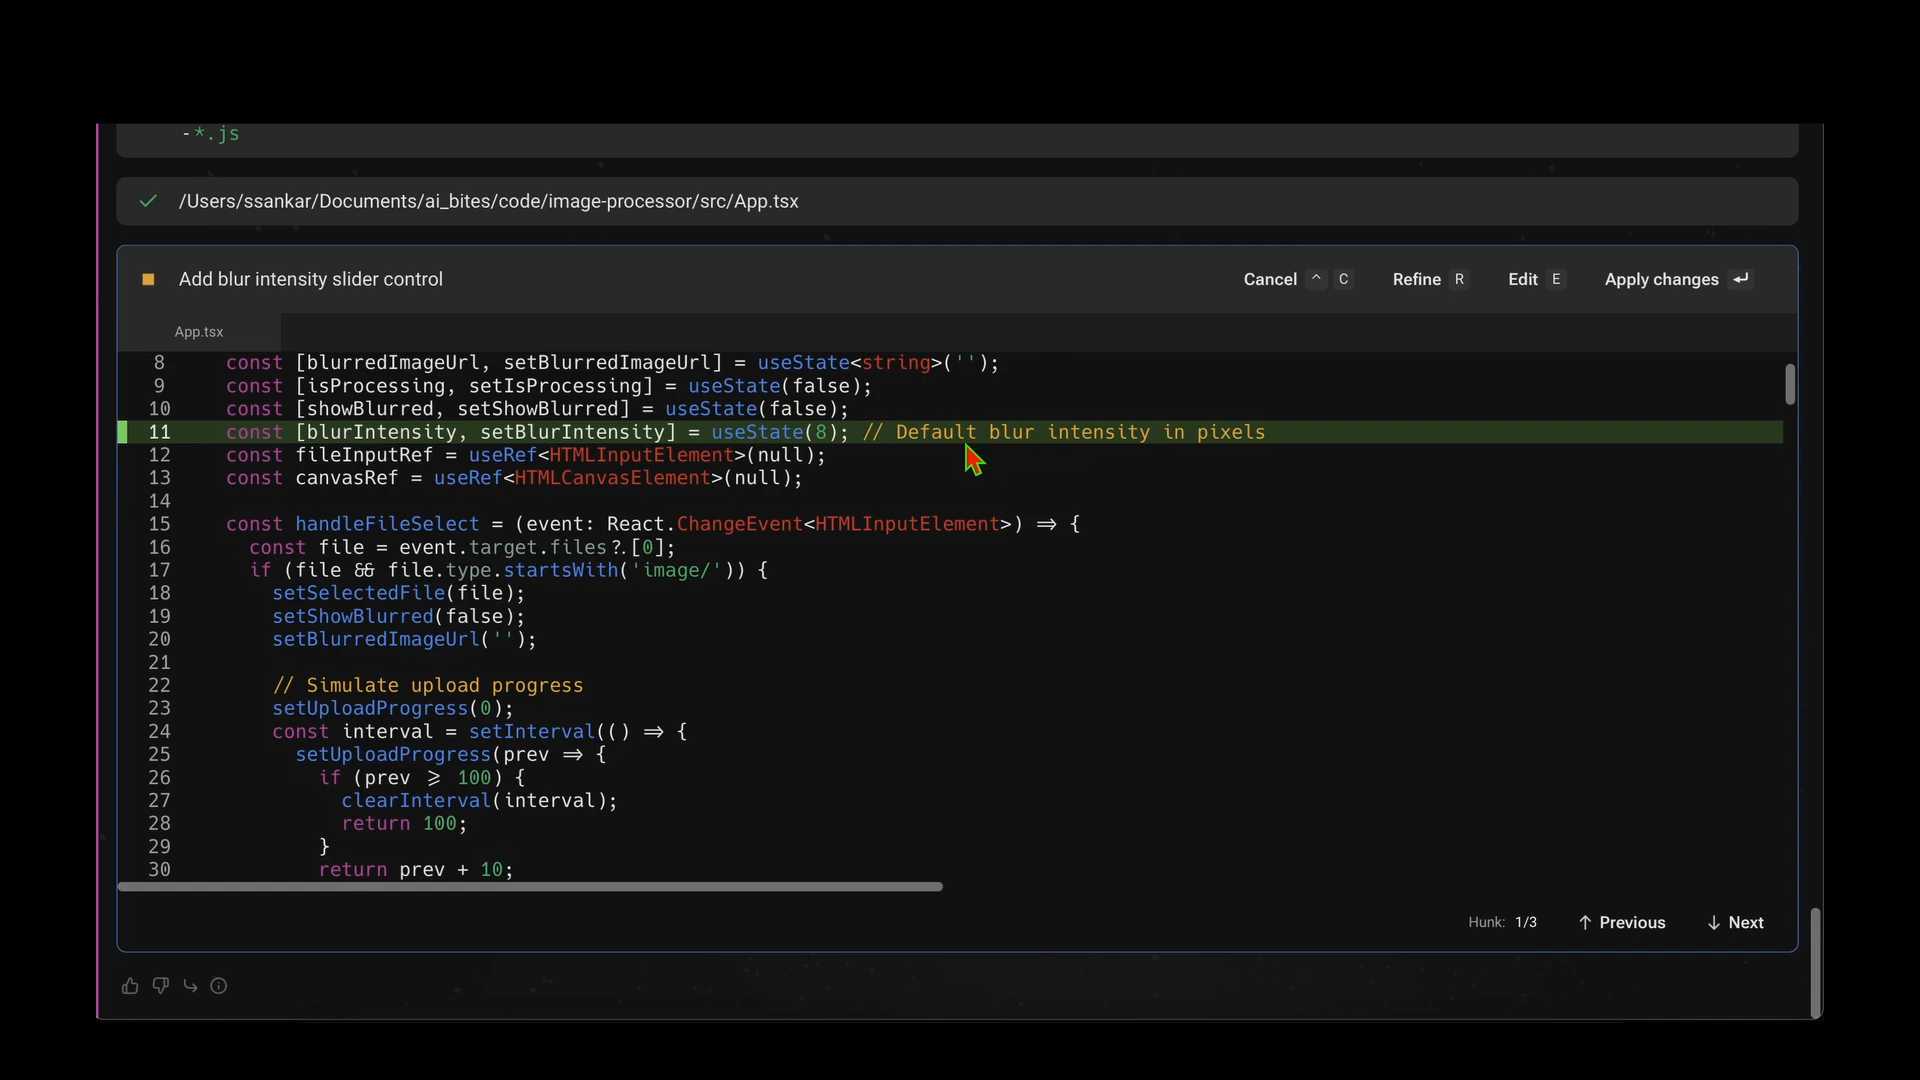 -*.js
/Users/ssankar/Documents/ai_bites/code/image-processor/src/App.tsx
Add blur intensity slider control
Cancel ^ C Refine R Edit E Apply changes ↵
App.tsx
8 const [blurredImageUrl, setBlurredImageUrl] = useState<string>('');
9 const [isProcessing, setIsProcessing] = useState(false);
10 const [showBlurred, setShowBlurred] = useState(false);
11 const [blurIntensity, setBlurIntensity] = useState(8); // Default blur intensity in pixels
12 const fileInputRef = useRef<HTMLInputElement>(null);
13 const canvasRef = useRef<HTMLCanvasElement>(null);
14
15 const handleFileSelect = (event: React.ChangeEvent<HTMLInputElement>) => {
16 const file = event.target.files?.[0];
17 if (file && file.type.startsWith('image/')) {
18 setSelectedFile(file);
19 setShowBlurred(false);
20 setBlurredImageUrl('');
21
22 // Simulate upload progress
23 setUploadProgress(0);
24 const interval = setInterval(() => {
25 setUploadProgress(prev => {
26 if (prev >= 100) {
27 clearInterval(interval);
28 return 100;
29 }
30 return prev + 10;
Hunk: 1/3 ↑ Previous ↓ Next